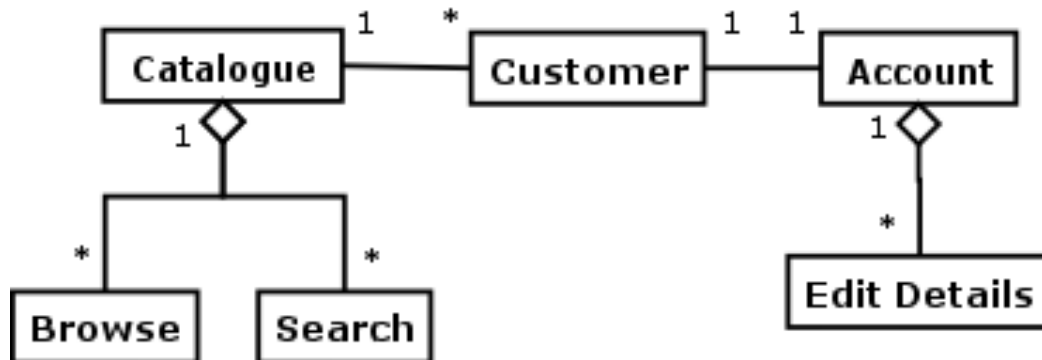 1 * 1 1
Catalogue Customer Account
1 1
*
* *
Edit Details
Browse Search